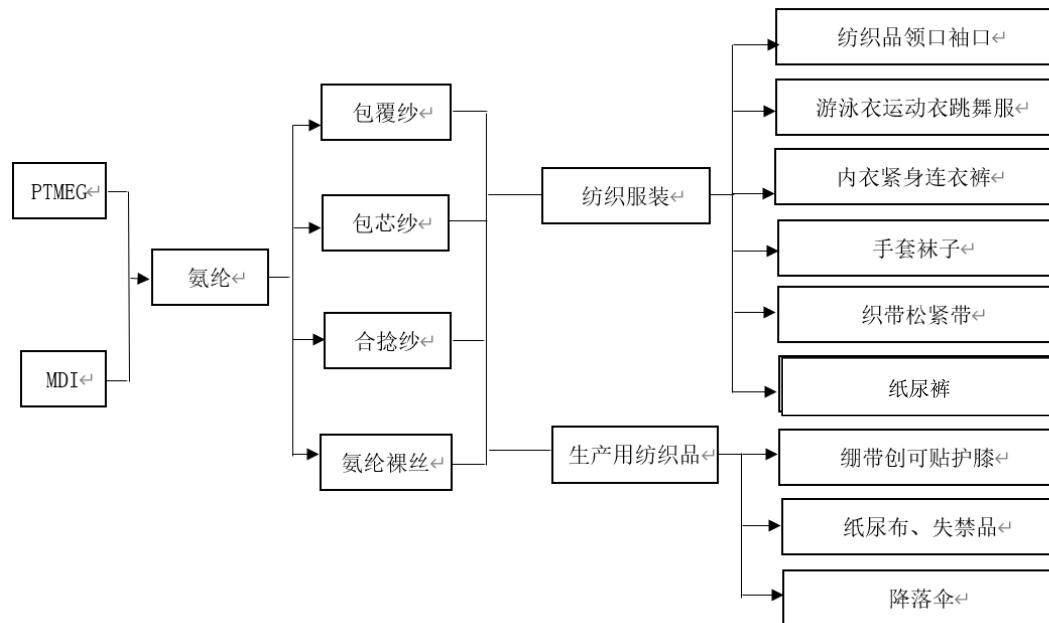 PTMEG
MDI
氨纶
包覆纱
包芯纱
合捻纱
氨纶裸丝
纺织服装
生产用纺织品
纺织品领口袖口
游泳衣运动衣跳舞服
内衣紧身连衣裤
手套袜子
织带松紧带
纸尿裤
绷带创可贴护膝
纸尿布、失禁品
降落伞